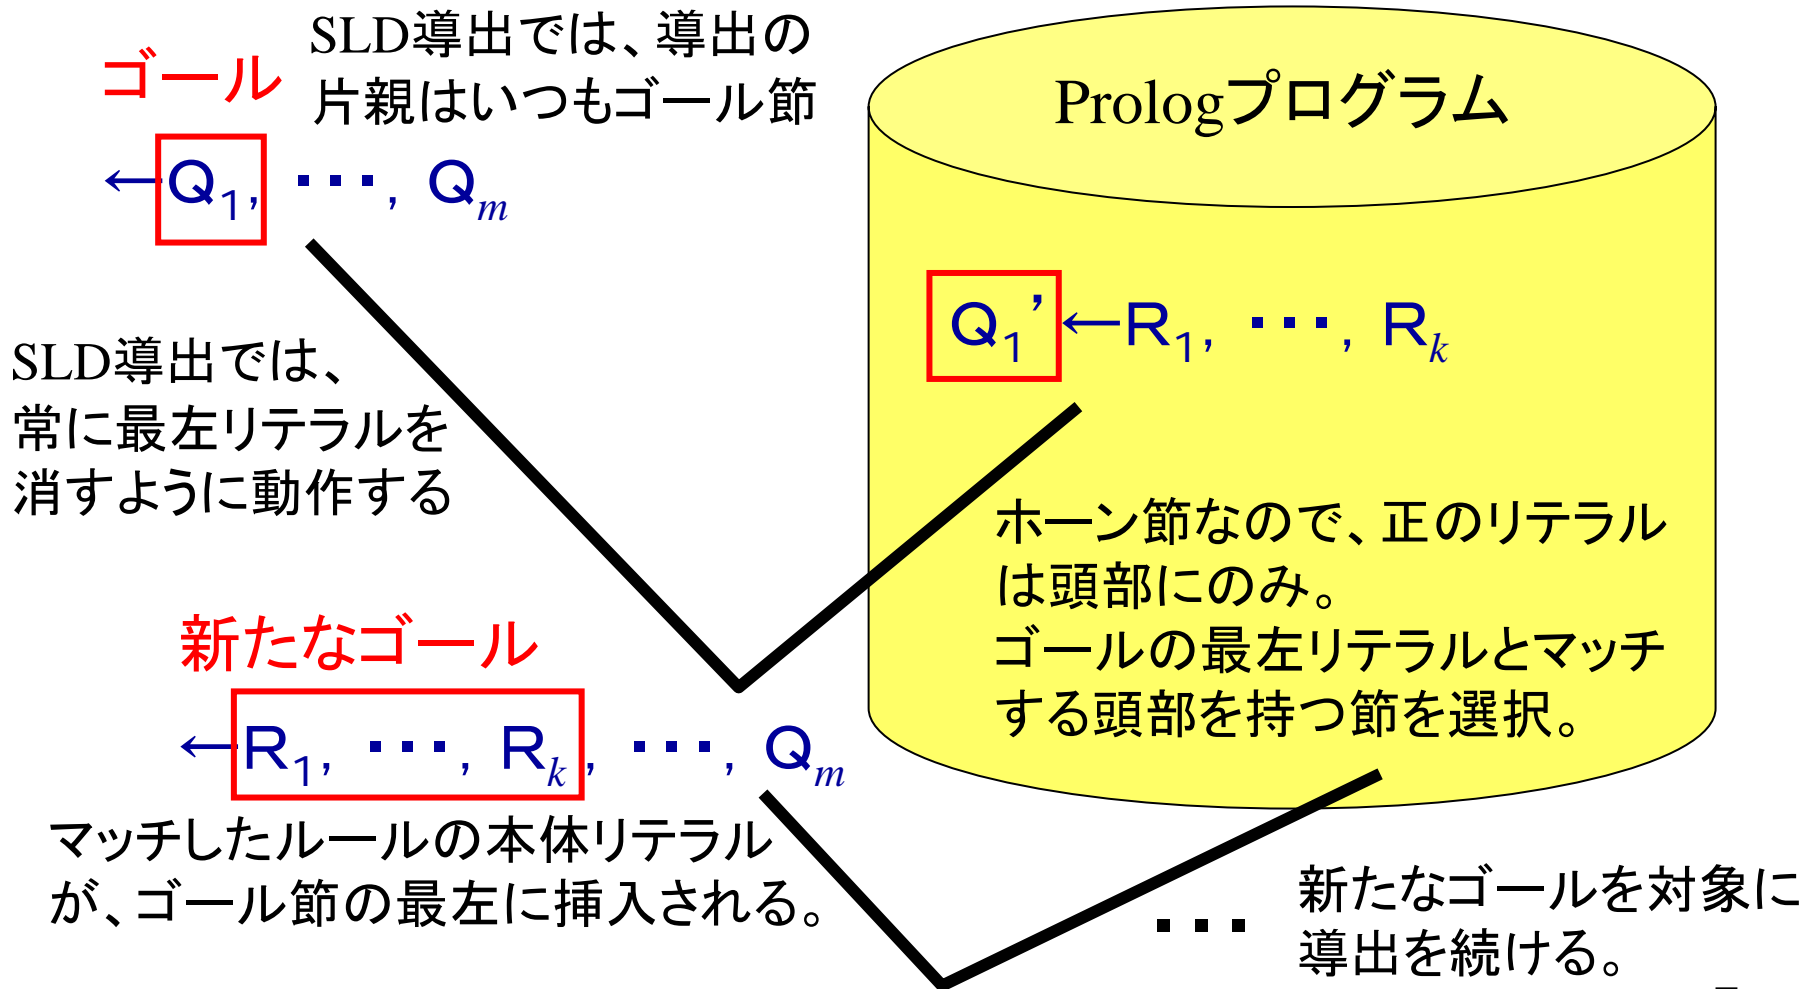 ゴール
SLD導出では、導出の
片親はいつもゴール節
←Q₁, ・・・, Qₘ
Prologプログラム
Q₁’←R₁, ・・・, Rₖ
SLD導出では、
常に最左リテラルを
消すように動作する
ホーン節なので、正のリテラル
は頭部にのみ。
ゴールの最左リテラルとマッチ
する頭部を持つ節を選択。
新たなゴール
←R₁, ・・・, Rₖ, ・・・, Qₘ
マッチしたルールの本体リテラル
が、ゴール節の最左に挿入される。
・・・
新たなゴールを対象に
導出を続ける。